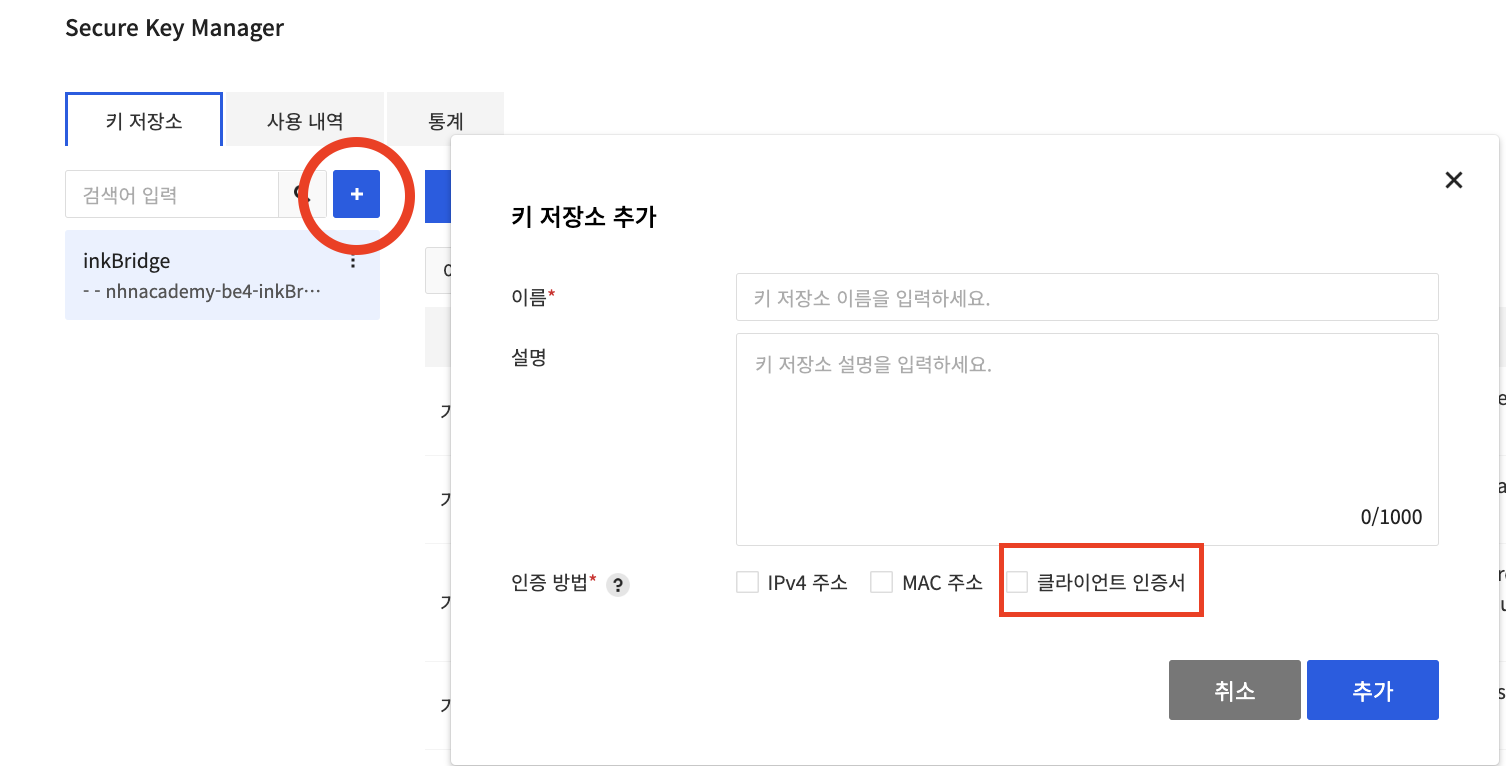 Secure Key Manager
키 저장소 사용 내역 통계
검색어 입력 +
inkBridge
- - nhnacademy-be4-inkBr···
키 저장소 추가
이름*
키 저장소 이름을 입력하세요.
설명
키 저장소 설명을 입력하세요.
0/1000
인증 방법* ? IPv4 주소 MAC 주소 클라이언트 인증서
취소 추가